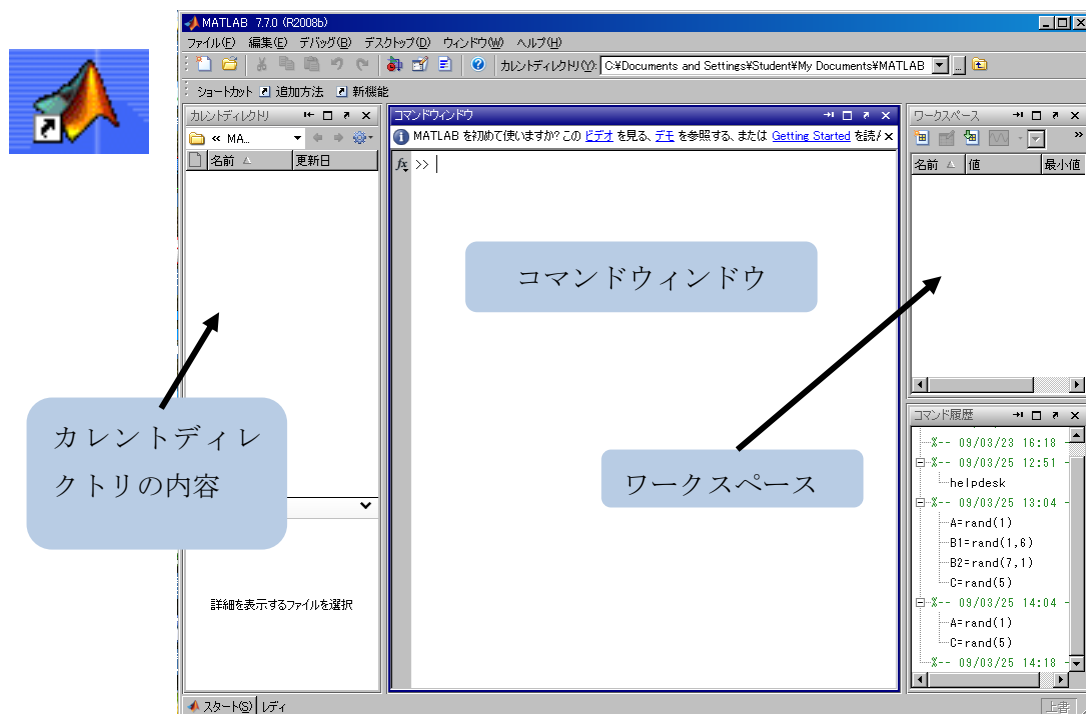 MATLAB 7.7.0 (R2008b)
ファイル(F) 編集(E) デバッグ(B) デスクトップ(D) ウィンドウ(W) ヘルプ(H)
カレントディレクトリ(Y): C:¥Documents and Settings¥Student¥My Documents¥MATLAB ...
ショートカット 追加方法 新機能
カレントディレクトリ
« MA...
名前 更新日
カレントディレ
クトリの内容
詳細を表示するファイルを選択
コマンドウィンドウ
MATLAB を初めて使いますか? この ビデオ を見る、デモ を参照する、または Getting Started を読
fx >>
コマンドウィンドウ
ワークスペース
ワークスペース
»
名前 値 最小値
コマンド履歴
%-- 09/03/23 16:18 -
%-- 09/03/25 12:51 -
helpdesk
%-- 09/03/25 13:04 -
A=rand(1)
B1=rand(1,6)
B2=rand(7,1)
C=rand(5)
%-- 09/03/25 14:04 -
A=rand(1)
C=rand(5)
%-- 09/03/25 14:18 -
スタート(S) レディ
上書